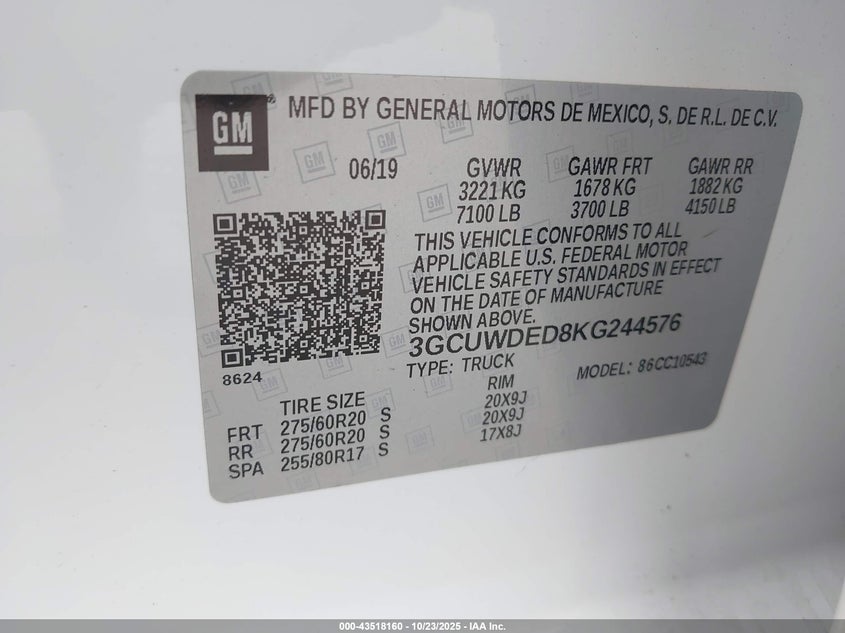 GM ® MFD BY GENERAL MOTORS DE MEXICO, S. DE R.L. DE C.V.
06/19 GVWR GAWR FRT GAWR RR
3221 KG 1678 KG 1882 KG
7100 LB 3700 LB 4150 LB
THIS VEHICLE CONFORMS TO ALL
APPLICABLE U.S. FEDERAL MOTOR
VEHICLE SAFETY STANDARDS IN EFFECT
ON THE DATE OF MANUFACTURE
SHOWN ABOVE.
3GCUWDED8KG244576
8624 TYPE: TRUCK MODEL: 86CC10543
TIRE SIZE RIM
FRT 275/60R20 S 20X9J
RR 275/60R20 S 20X9J
SPA 255/80R17 S 17X8J
000-43518160 - 10/23/2025 - IAA Inc.